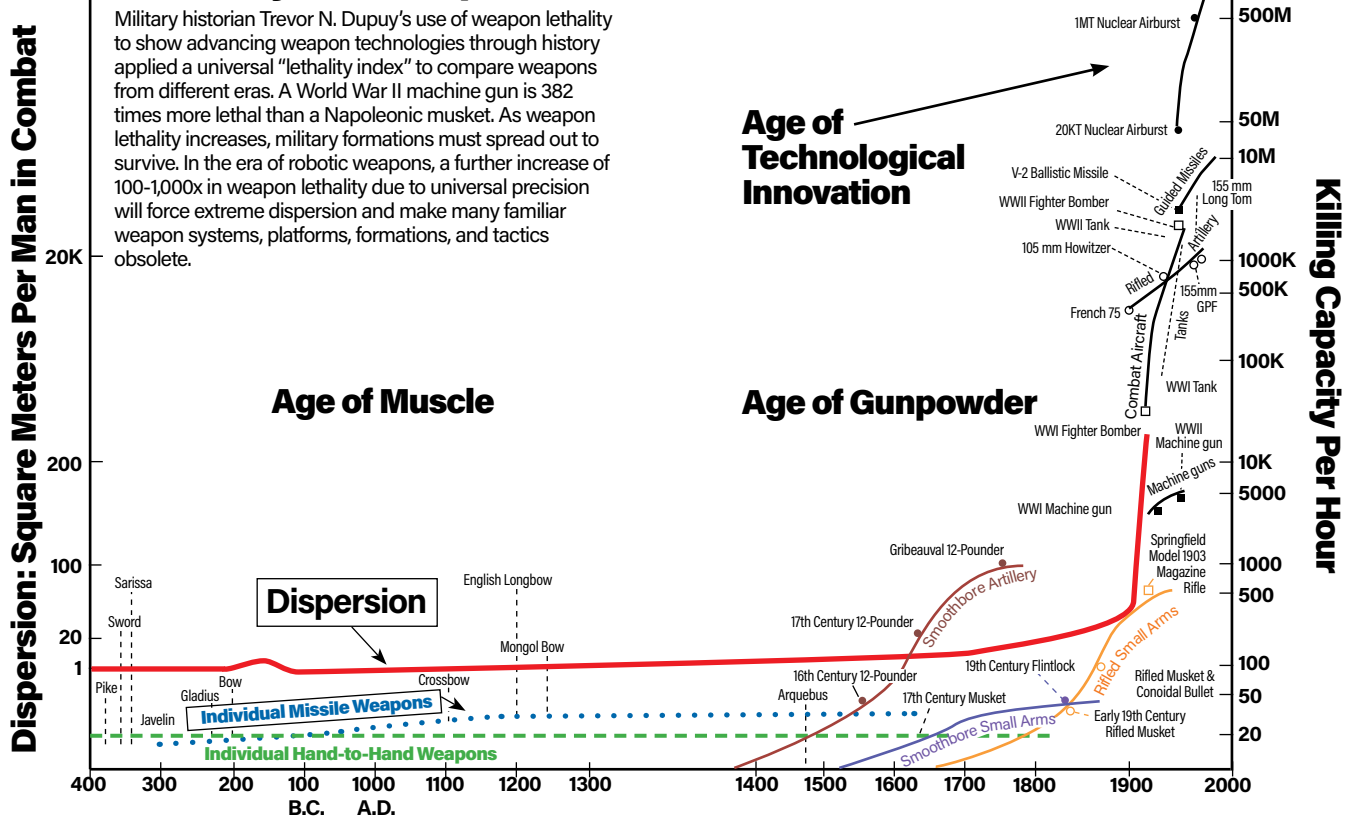 Military historian Trevor N. Dupuy's use of weapon lethality
to show advancing weapon technologies through history
applied a universal "lethality index" to compare weapons
from different eras. A World War II machine gun is 382
times more lethal than a Napoleonic musket. As weapon
lethality increases, military formations must spread out to
survive. In the era of robotic weapons, a further increase of
100-1,000x in weapon lethality due to universal precision
will force extreme dispersion and make many familiar
weapon systems, platforms, formations, and tactics
obsolete.
Dispersion: Square Meters Per Man in Combat
20K
200
100
20
1
Age of Muscle
Age of Gunpowder
Age of
Technological
Innovation
Dispersion
Sarissa
Sword
Pike
Javelin
Gladius
Bow
Individual Missile Weapons
Individual Hand-to-Hand Weapons
Crossbow
English Longbow
Mongol Bow
Arquebus
16th Century 12-Pounder
17th Century 12-Pounder
Gribeauval 12-Pounder
Smoothbore Artillery
17th Century Musket
Smoothbore Small Arms
19th Century Flintlock
Early 19th Century
Rifled Musket
Rifled Musket &
Conoidal Bullet
Rifled Small Arms
Springfield
Model 1903
Magazine
Rifle
WWI Machine gun
Machine guns
WWII
Machine gun
WWI Fighter Bomber
Combat Aircraft
WWI Tank
Tanks
French 75
Rifled Artillery
155mm
GPF
105 mm Howitzer
WWII Tank
WWII Fighter Bomber
V-2 Ballistic Missile
Guided Missiles
155 mm
Long Tom
20KT Nuclear Airburst
1MT Nuclear Airburst
500M
50M
10M
1000K
500K
100K
10K
5000
1000
500
100
50
20
Killing Capacity Per Hour
400 300 200 100 1000 1100 1200 1300 1400 1500 1600 1700 1800 1900 2000
B.C. A.D.